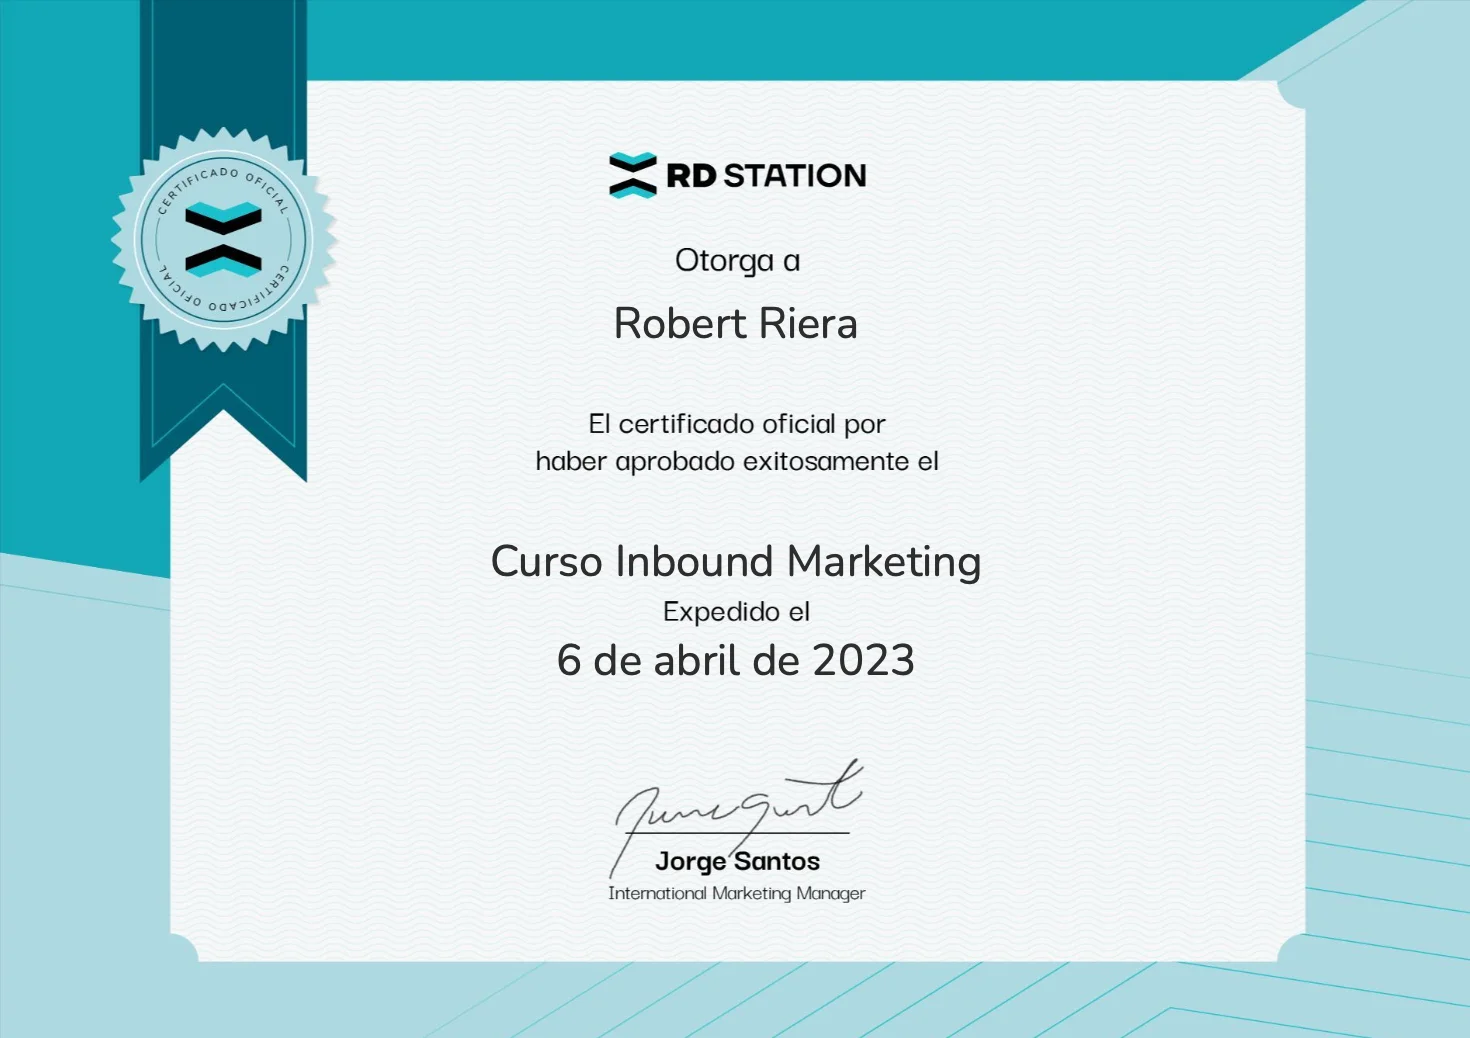 CERTIFICADO OFICIAL
CERTIFICADO OFICIAL
RD STATION
Otorga a
Robert Riera
El certificado oficial por
haber aprobado exitosamente el
Curso Inbound Marketing
Expedido el
6 de abril de 2023
Jorge Santos
International Marketing Manager